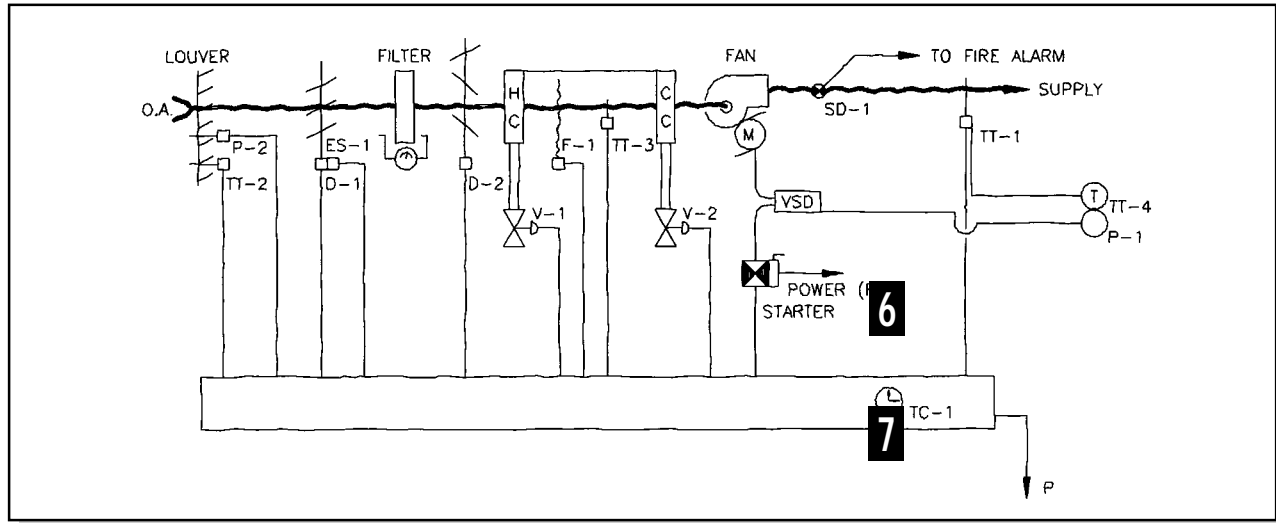 LOUVER
FILTER
FAN
TO FIRE ALARM
O.A.
H
C
C
C
SUPPLY
SD-1
P-2
ES-1
F-1
TT-3
M
TT-1
TT-2
D-1
D-2
VSD
T
TT-4
V-1
V-2
P-1
POWER (
6
STARTER
TC-1
7
P